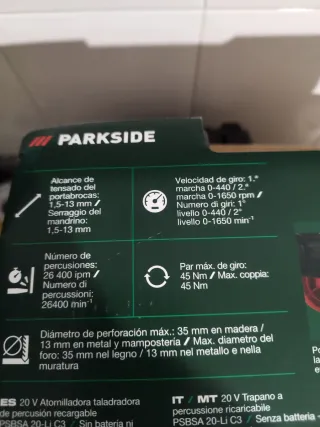 PARKSIDE
Alcance de
tensado del
portabrocas:
1,5-13 mm /
Serraggio del
mandrino:
1,5-13 mm
Velocidad de giro: 1.ª
marcha 0-440 / 2.ª
marcha 0-1650 rpm /
Numero di giri: 1°
livello 0-440 / 2°
livello 0-1650 min⁻¹
Número de
percusiones:
26 400 ipm /
Numero di
percussioni:
26400 min⁻¹
Par máx. de giro:
45 Nm / Max. coppia:
45 Nm
Diámetro de perforación máx.: 35 mm en madera /
13 mm en metal y mampostería / Max. diametro del
foro: 35 mm nel legno / 13 mm nel metallo e nella
muratura
ES 20 V Atornilladora taladradora
de percusión recargable
PSBSA 20-Li C3 / Sin batería ni
IT / MT 20 V Trapano a
percussione ricaricabile
PSBSA 20-Li C3 / Senza